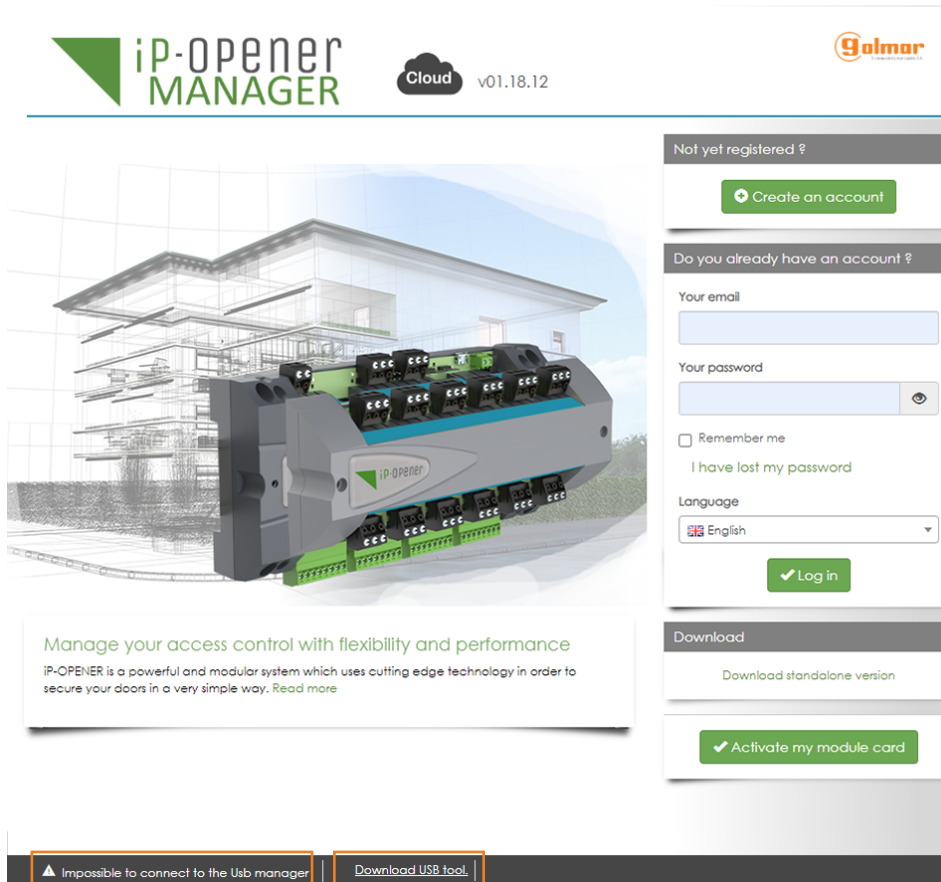 iP-OPENER
MANAGER
Cloud
v01.18.12
golmar
Not yet registered ?
Create an account
Do you already have an account ?
Your email
Your password
Remember me
I have lost my password
Language
English
Log in
iP-OPENER
Manage your access control with flexibility and performance
iP-OPENER is a powerful and modular system which uses cutting edge technology in order to
secure your doors in a very simple way. Read more
Download
Download standalone version
Activate my module card
Impossible to connect to the Usb manager
Download USB tool.